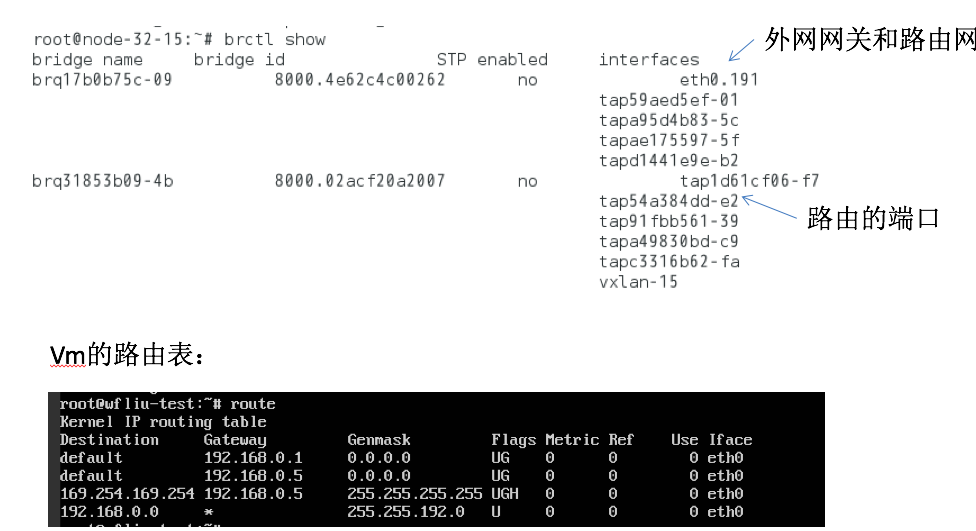 外网网关和路由网
root@node-32-15:~# brctl show
bridge name bridge id STP enabled interfaces
brq17b0b75c-09 8000.4e62c4c00262 no eth0.191
tap59aed5ef-01
tapa95d4b83-5c
tapae175597-5f
tapd1441e9e-b2
brq31853b09-4b 8000.02acf20a2007 no tap1d61cf06-f7
tap54a384dd-e2
路由的端口
tap91fbb561-39
tapa49830bd-c9
tapc3316b62-fa
vxlan-15
Vm的路由表：
root@wfliu-test:~# route
Kernel IP routing table
Destination Gateway Genmask Flags Metric Ref Use Iface
default 192.168.0.1 0.0.0.0 UG 0 0 0 eth0
default 192.168.0.5 0.0.0.0 UG 0 0 0 eth0
169.254.169.254 192.168.0.5 255.255.255.255 UGH 0 0 0 eth0
192.168.0.0 * 255.255.192.0 U 0 0 0 eth0